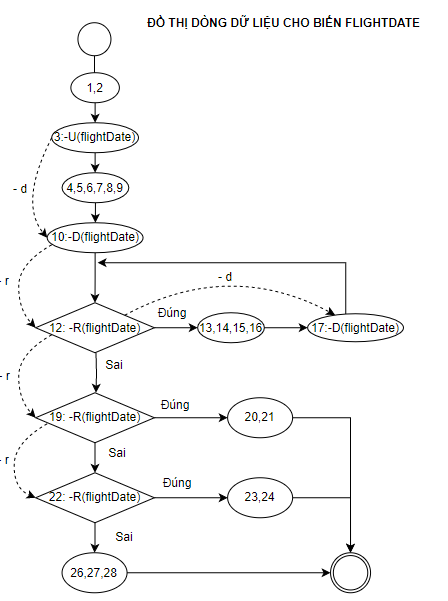 ĐỒ THỊ DÒNG DỮ LIỆU CHO BIẾN FLIGHTDATE
1,2
3:-U(flightDate)
- d
4,5,6,7,8,9
10:-D(flightDate)
- r
- d
12: -R(flightDate)
Đúng
13,14,15,16
17:-D(flightDate)
Sai
- r
19: -R(flightDate)
Đúng
20,21
Sai
- r
22: -R(flightDate)
Đúng
23,24
Sai
26,27,28